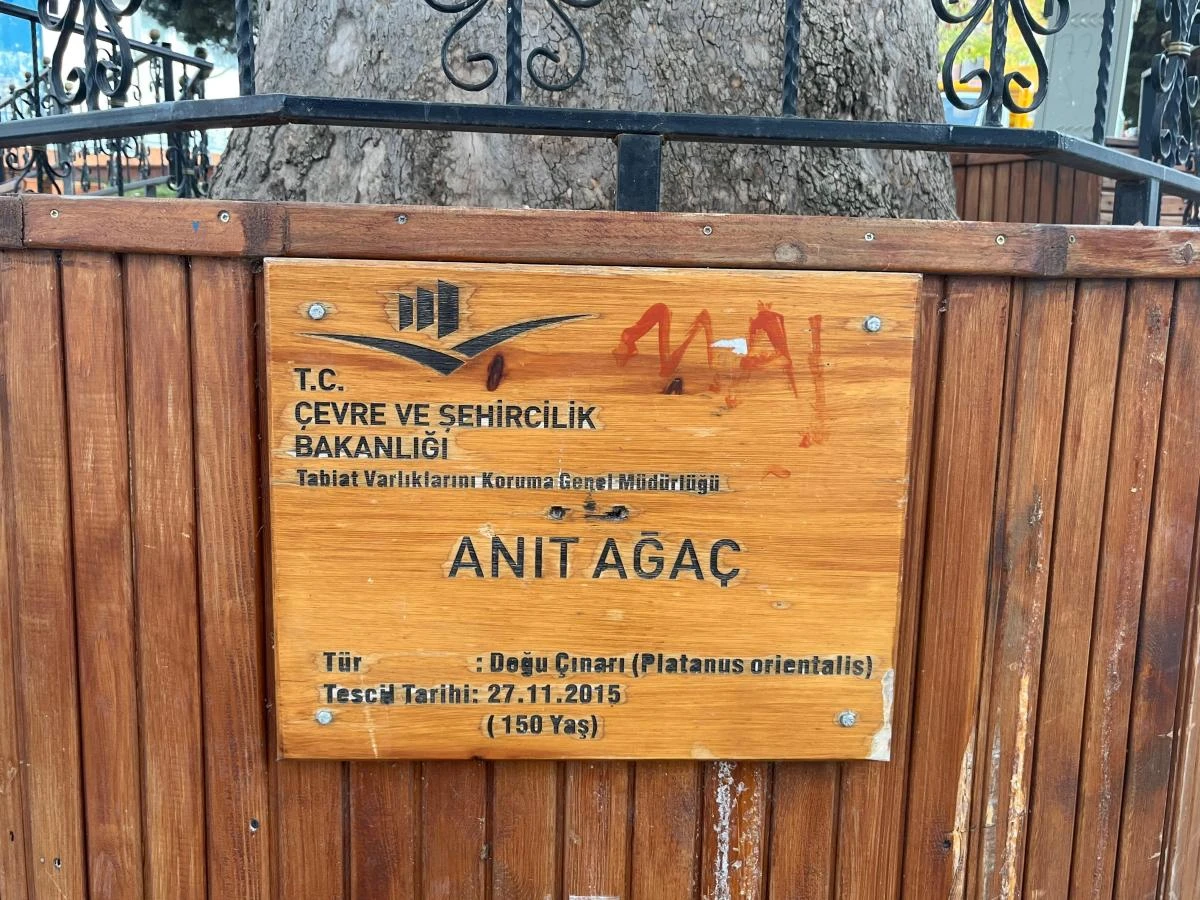 T.C.
ÇEVRE VE ŞEHİRCİLİK
BAKANLIĞI
Tabiat Varlıklarını Koruma Genel Müdürlüğü
ANIT AĞAÇ
Tür : Doğu Çınarı (Platanus orientalis)
Tescil Tarihi: 27.11.2015
(150 Yaş)